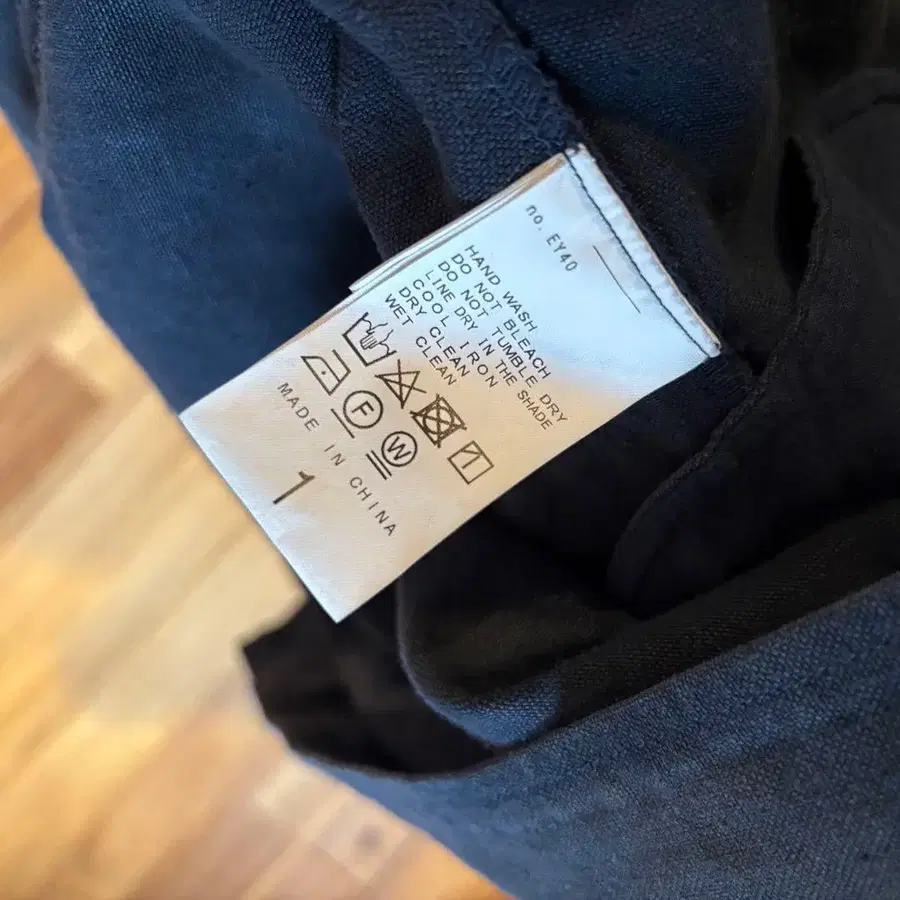 no. EY40
HAND WASH
DO NOT BLEACH
DO NOT TUMBLE DRY
LINE DRY IN THE SHADE
COOL IRON
DRY CLEAN
WET CLEAN
F
W
MADE IN CHINA
1